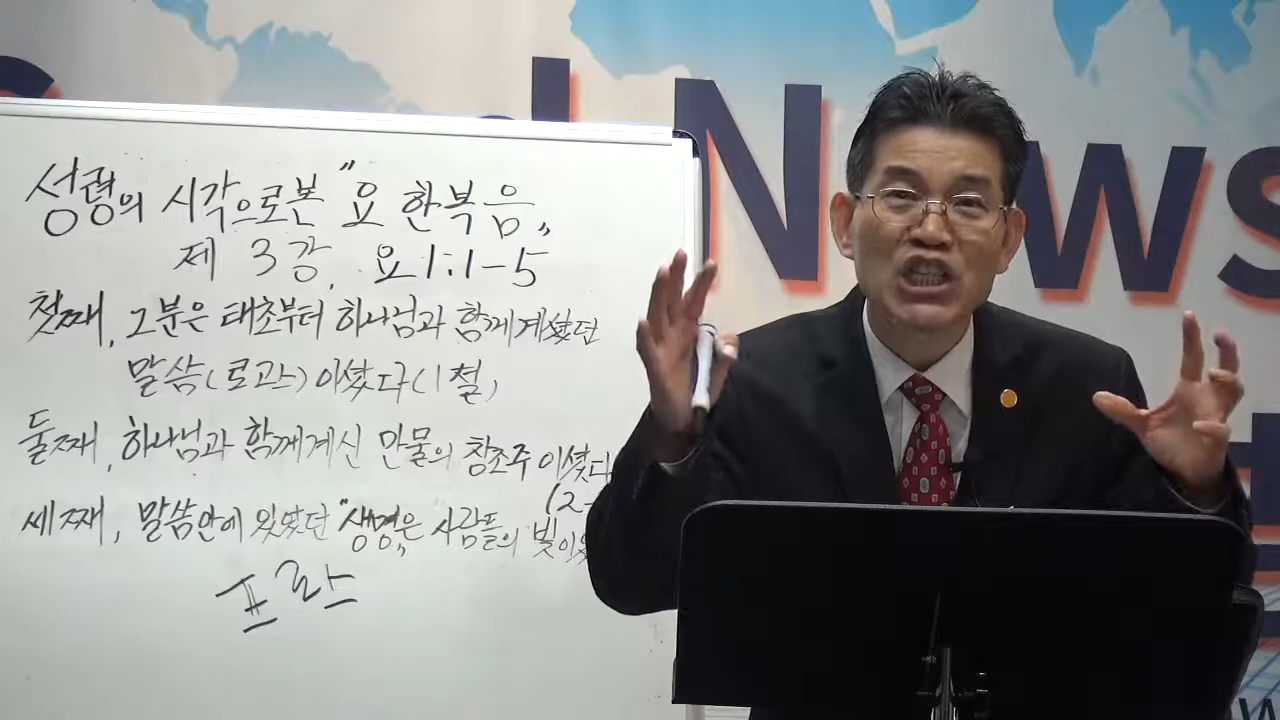 성령의 시각으로본 "요한복음"
제 3강, 요1:1-5
첫째, 그분은 태초부터 하나님과 함께계셨던
말씀(로고스)이셨다(1절)
둘째, 하나님과 함께계신 만물의 창조주이셨다
(2-
세째, 말씀안에 있었던 "생명"은 사람들의 빛이
News